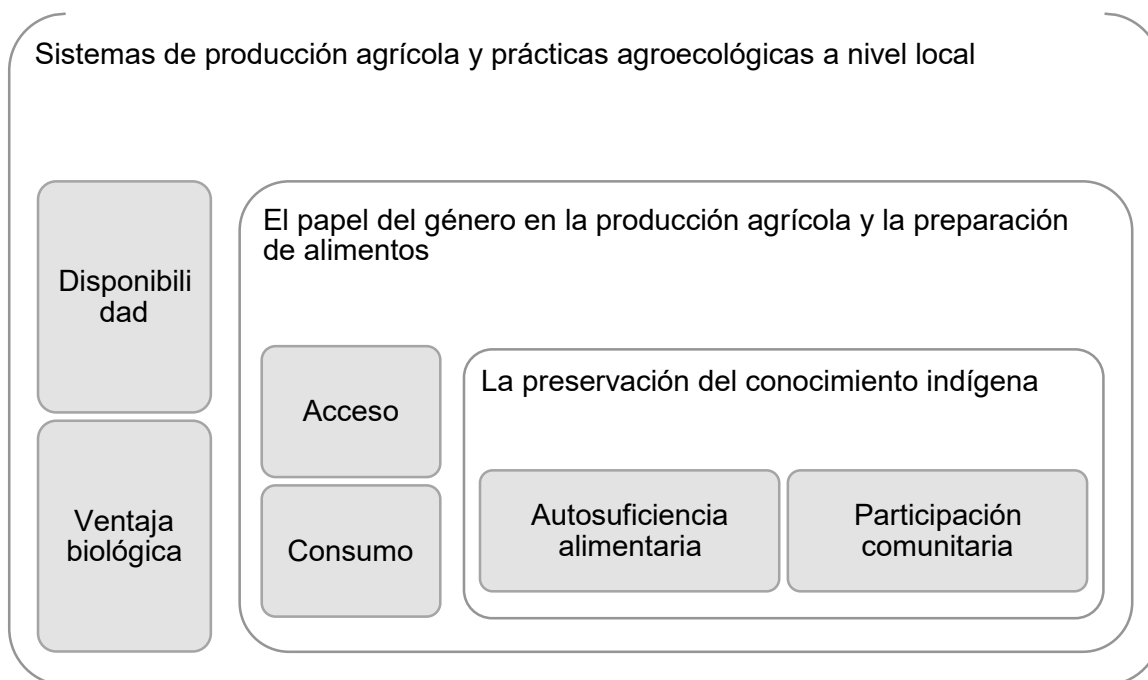 Sistemas de producción agrícola y prácticas agroecológicas a nivel local
Disponibili
dad
Ventaja
biológica
El papel del género en la producción agrícola y la preparación
de alimentos
Acceso
Consumo
La preservación del conocimiento indígena
Autosuficiencia
alimentaria
Participación
comunitaria